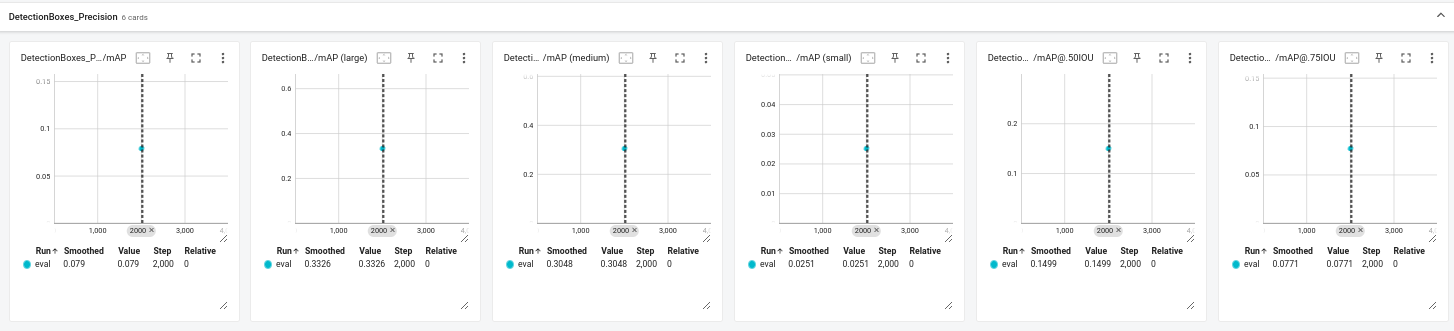 DetectionBoxes_Precision 6 cards
DetectionBoxes_P.../mAP
0.15
0.1
0.05
1,000 2000 ✕ 3,000 4,
Run↑ Smoothed Value Step Relative
eval 0.079 0.079 2,000 0
DetectionB.../mAP (large)
0.6
0.4
0.2
1,000 2000 ✕ 3,000 4,
Run↑ Smoothed Value Step Relative
eval 0.3326 0.3326 2,000 0
Detecti... /mAP (medium)
0.6
0.4
0.2
1,000 2000 ✕ 3,000 4,
Run↑ Smoothed Value Step Relative
eval 0.3048 0.3048 2,000 0
Detection... /mAP (small)
0.04
0.03
0.02
0.01
1,000 2000 ✕ 3,000 4,
Run↑ Smoothed Value Step Relative
eval 0.0251 0.0251 2,000 0
Detectio... /mAP@.50IOU
0.2
0.1
1,000 2000 ✕ 3,000 4,
Run↑ Smoothed Value Step Relative
eval 0.1499 0.1499 2,000 0
Detectio... /mAP@.75IOU
0.15
0.1
0.05
1,000 2000 ✕ 3,000 4,
Run↑ Smoothed Value Step Relative
eval 0.0771 0.0771 2,000 0